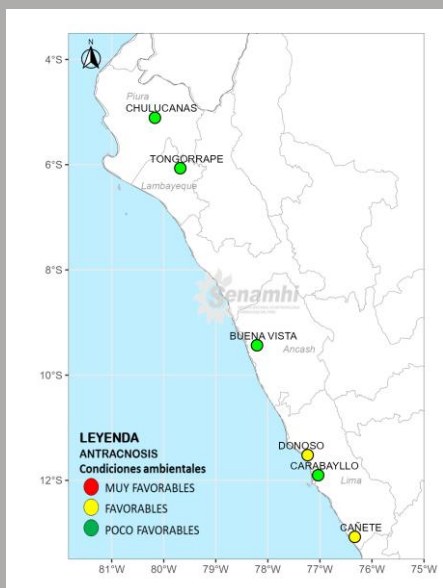 N
4°S
Piura
CHULUCANAS
TONGORRAPE
6°S
Lambayeque
8°S
Senamhi
BUENA VISTA
Ancash
10°S
LEYENDA
ANTRACNOSIS
Condiciones ambientales
MUY FAVORABLES
FAVORABLES
POCO FAVORABLES
DONOSO
CARABAYLLO
12°S
Lima
CAÑETE
81°W 80°W 79°W 78°W 77°W 76°W 75°W